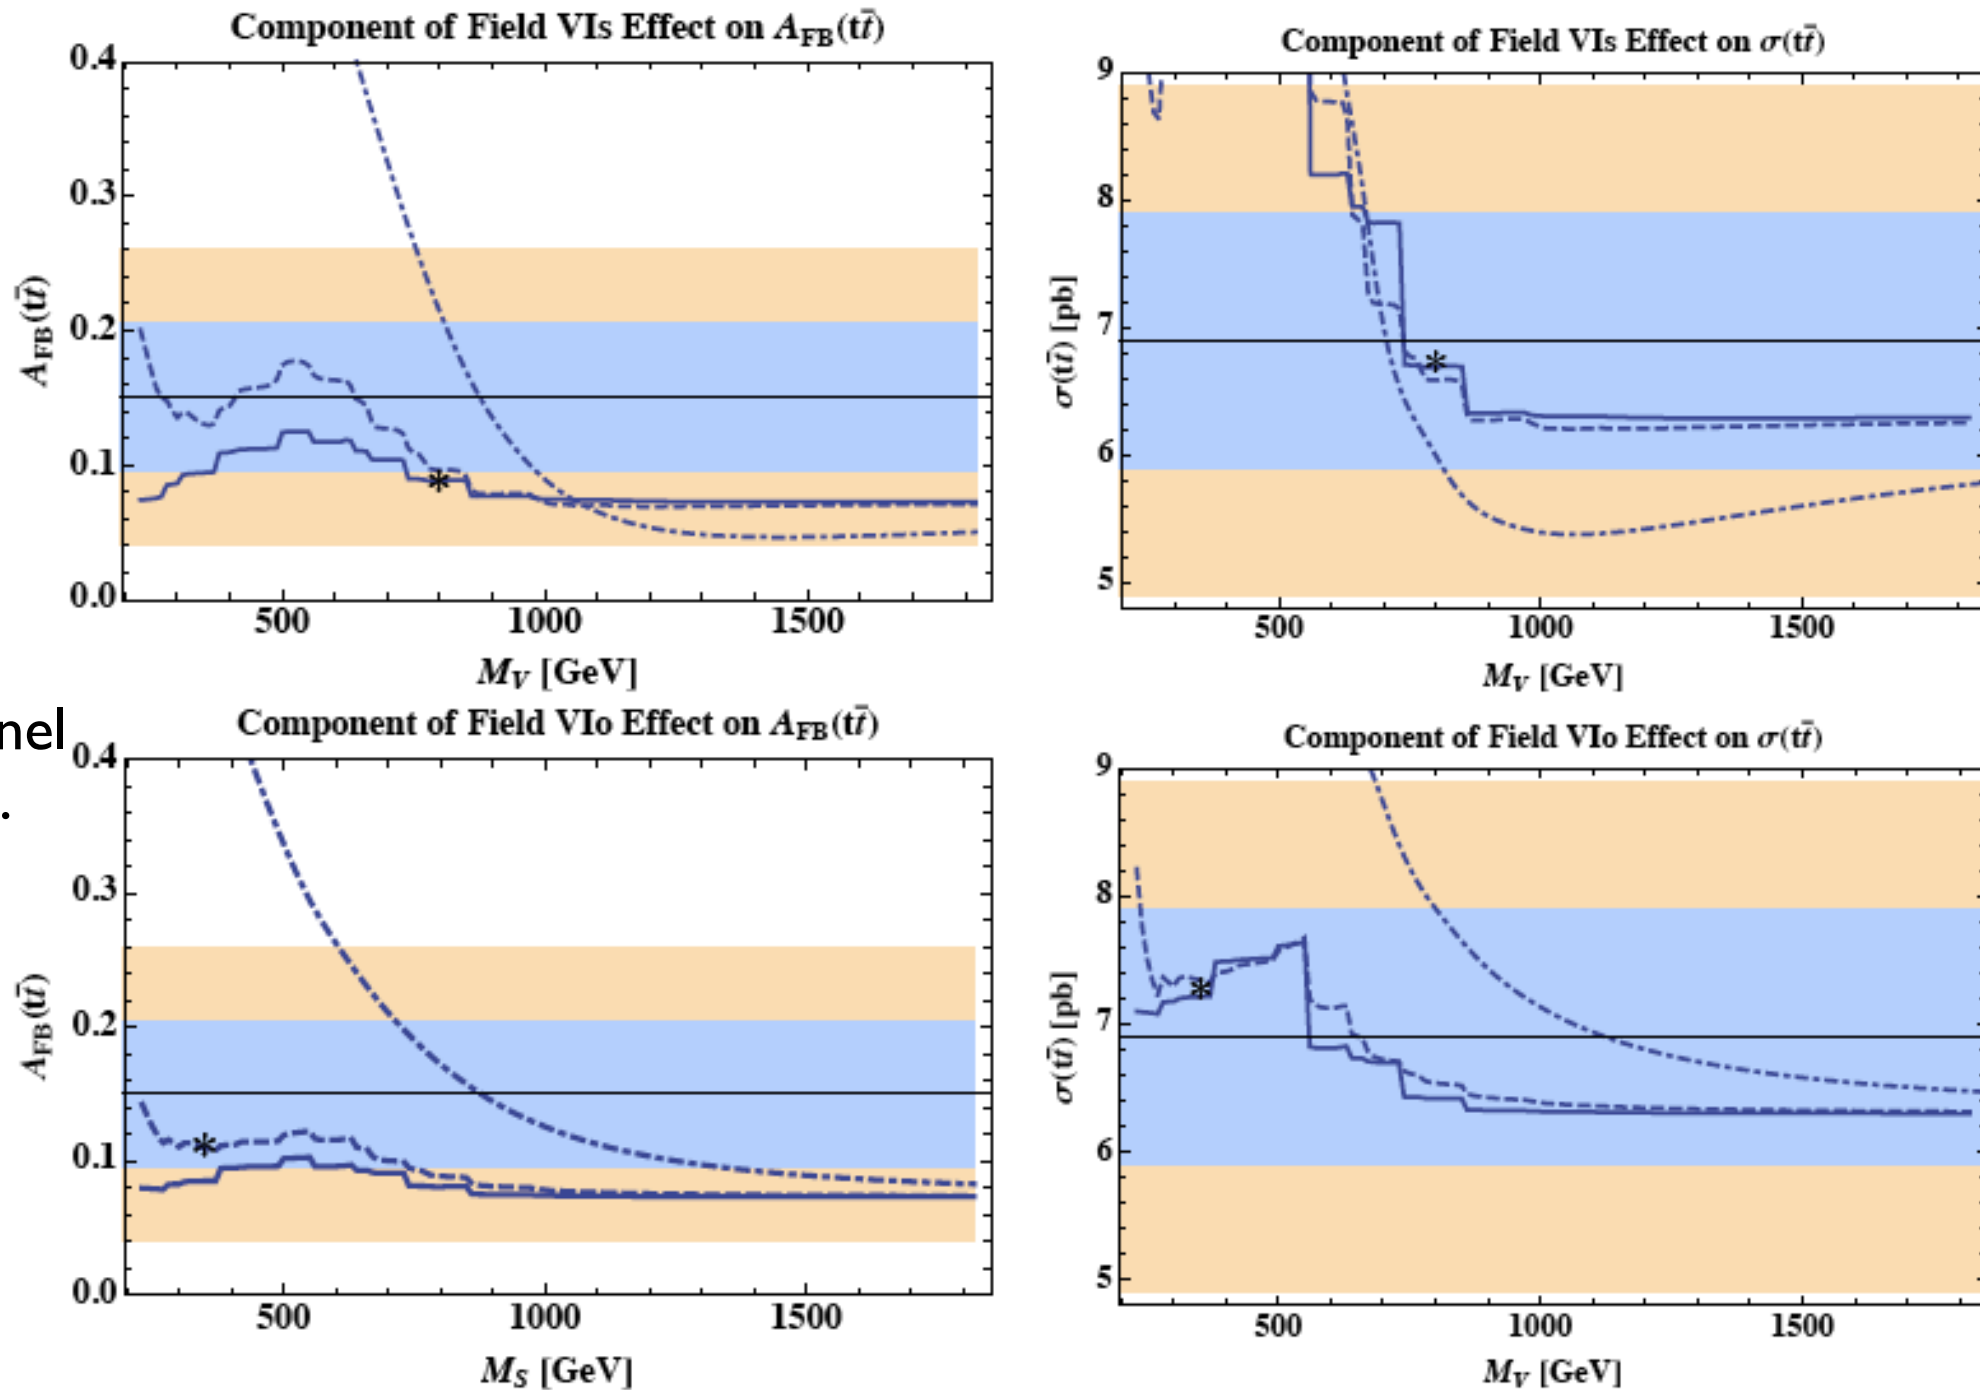 Component of Field VIs Effect on A_FB(tt̄)
0.4
0.3
0.2
0.1
0.0
A_FB(tt̄)
500 1000 1500
M_V [GeV]
Component of Field VIs Effect on σ(tt̄)
9
8
7
6
5
σ(tt̄) [pb]
*
500 1000 1500
M_V [GeV]
nel
.
Component of Field VIo Effect on A_FB(tt̄)
0.4
0.3
0.2
0.1
0.0
A_FB(tt̄)
500 1000 1500
M_S [GeV]
Component of Field VIo Effect on σ(tt̄)
9
8
7
6
5
σ(tt̄) [pb]
500 1000 1500
M_V [GeV]